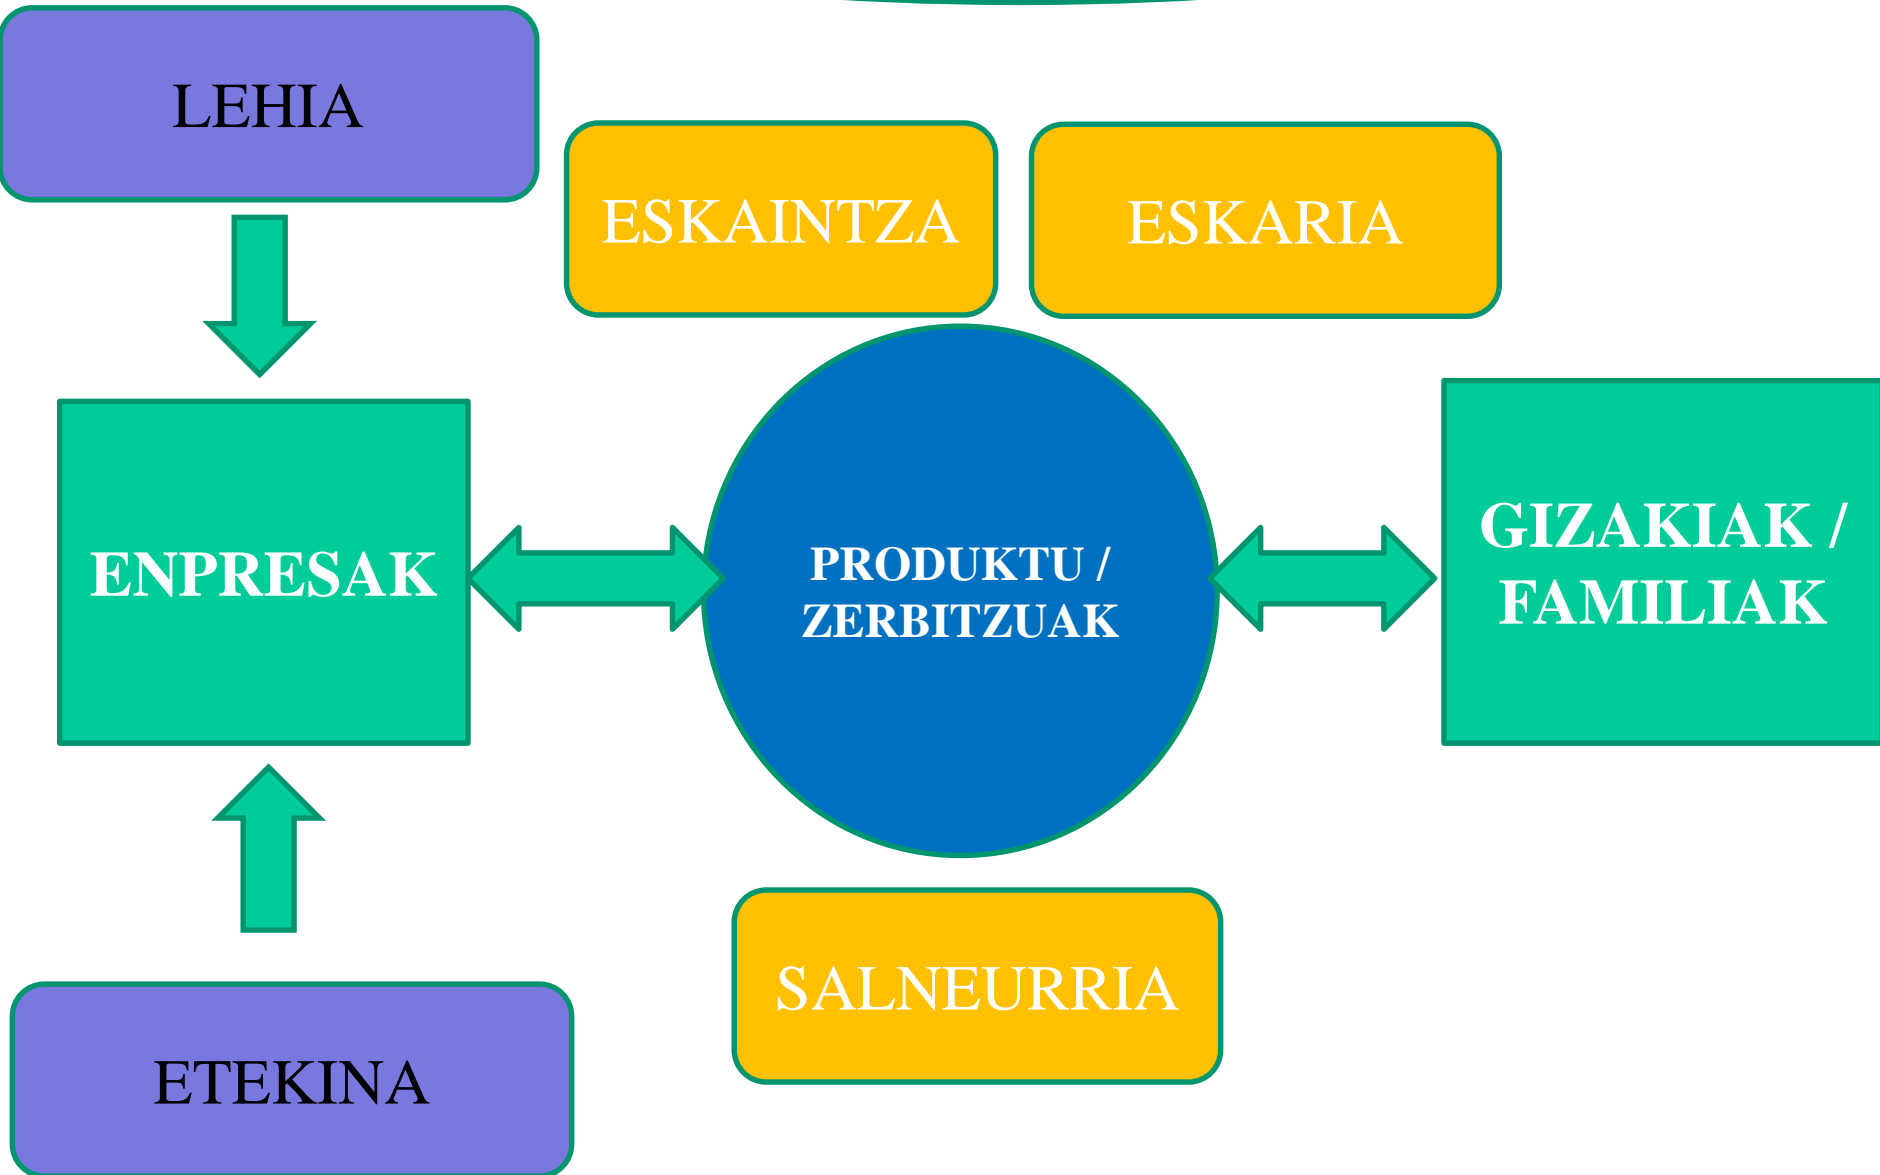 LEHIA
ESKAINTZA
ESKARIA
ENPRESAK
PRODUKTU /
ZERBITZUAK
GIZAKIAK /
FAMILIAK
SALNEURRIA
ETEKINA